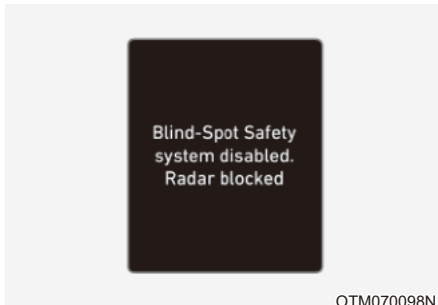 Blind-Spot Safety
system disabled.
Radar blocked
OTM070098N